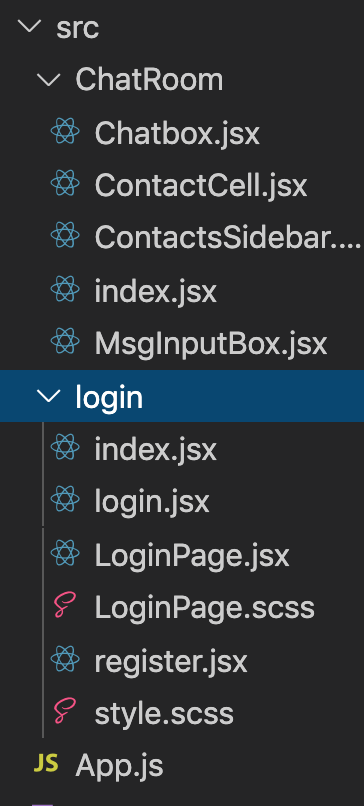 src
ChatRoom
Chatbox.jsx
ContactCell.jsx
ContactsSidebar....
index.jsx
MsgInputBox.jsx
login
index.jsx
login.jsx
LoginPage.jsx
LoginPage.scss
register.jsx
style.scss
JS App.js